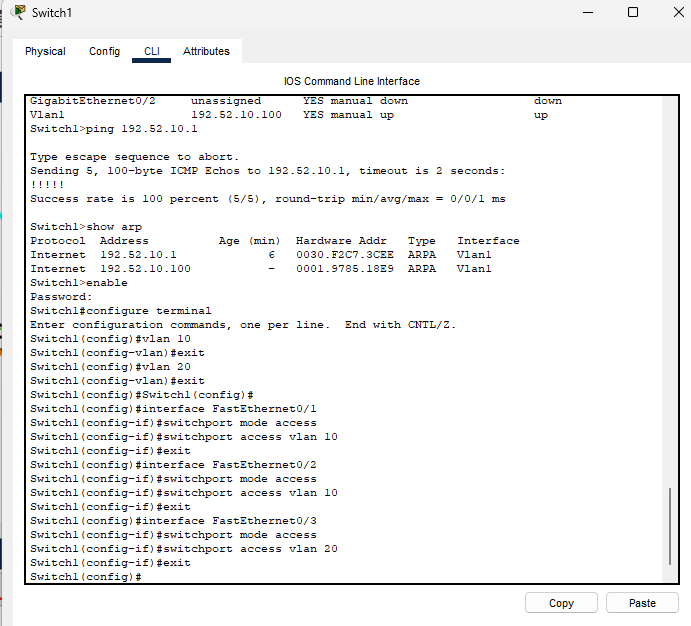 Switch1
Physical Config CLI Attributes
IOS Command Line Interface
GigabitEthernet0/2 unassigned YES manual down down
Vlan1 192.52.10.100 YES manual up up
Switch1>ping 192.52.10.1
Type escape sequence to abort.
Sending 5, 100-byte ICMP Echos to 192.52.10.1, timeout is 2 seconds:
!!!!!
Success rate is 100 percent (5/5), round-trip min/avg/max = 0/0/1 ms
Switch1>show arp
Protocol Address Age (min) Hardware Addr Type Interface
Internet 192.52.10.1 6 0030.F2C7.3CEE ARPA Vlan1
Internet 192.52.10.100 - 0001.9785.18E9 ARPA Vlan1
Switch1>enable
Password:
Switch1#configure terminal
Enter configuration commands, one per line. End with CNTL/Z.
Switch1(config)#vlan 10
Switch1(config-vlan)#exit
Switch1(config)#vlan 20
Switch1(config-vlan)#exit
Switch1(config)#Switch1(config)#
Switch1(config)#interface FastEthernet0/1
Switch1(config-if)#switchport mode access
Switch1(config-if)#switchport access vlan 10
Switch1(config-if)#exit
Switch1(config)#interface FastEthernet0/2
Switch1(config-if)#switchport mode access
Switch1(config-if)#switchport access vlan 10
Switch1(config-if)#exit
Switch1(config)#interface FastEthernet0/3
Switch1(config-if)#switchport mode access
Switch1(config-if)#switchport access vlan 20
Switch1(config-if)#exit
Switch1(config)#
Copy Paste